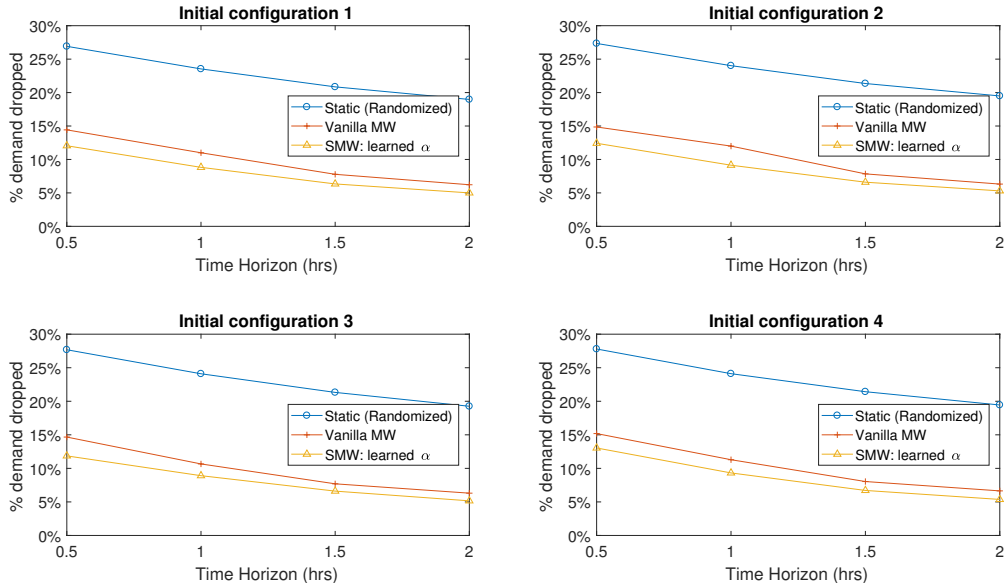 Initial configuration 1
30%
25%
20%
15%
10%
5%
0%
% demand dropped
Static (Randomized)
Vanilla MW
SMW: learned α
0.5
1
1.5
2
Time Horizon (hrs)
Initial configuration 2
30%
25%
20%
15%
10%
5%
0%
% demand dropped
Static (Randomized)
Vanilla MW
SMW: learned α
0.5
1
1.5
2
Time Horizon (hrs)
Initial configuration 3
30%
25%
20%
15%
10%
5%
0%
% demand dropped
Static (Randomized)
Vanilla MW
SMW: learned α
0.5
1
1.5
2
Time Horizon (hrs)
Initial configuration 4
30%
25%
20%
15%
10%
5%
0%
% demand dropped
Static (Randomized)
Vanilla MW
SMW: learned α
0.5
1
1.5
2
Time Horizon (hrs)